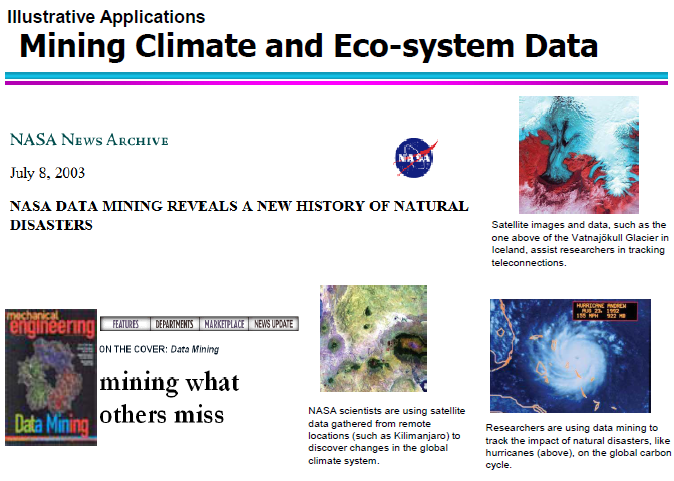 Illustrative Applications
Mining Climate and Eco-system Data
NASA NEWS ARCHIVE
July 8, 2003
NASA
NASA DATA MINING REVEALS A NEW HISTORY OF NATURAL
DISASTERS
Satellite images and data, such as the
one above of the Vatnajökull Glacier in
Iceland, assist researchers in tracking
teleconnections.
mechanical
engineering
Data Mining
FEATURES DEPARTMENTS MARKETPLACE NEWS UPDATE
ON THE COVER: Data Mining
mining what
others miss
NASA scientists are using satellite
data gathered from remote
locations (such as Kilimanjaro) to
discover changes in the global
climate system.
HURRICANE ANDREW
AUG 23, 1992
155 MPH 922 MB
Researchers are using data mining to
track the impact of natural disasters, like
hurricanes (above), on the global carbon
cycle.